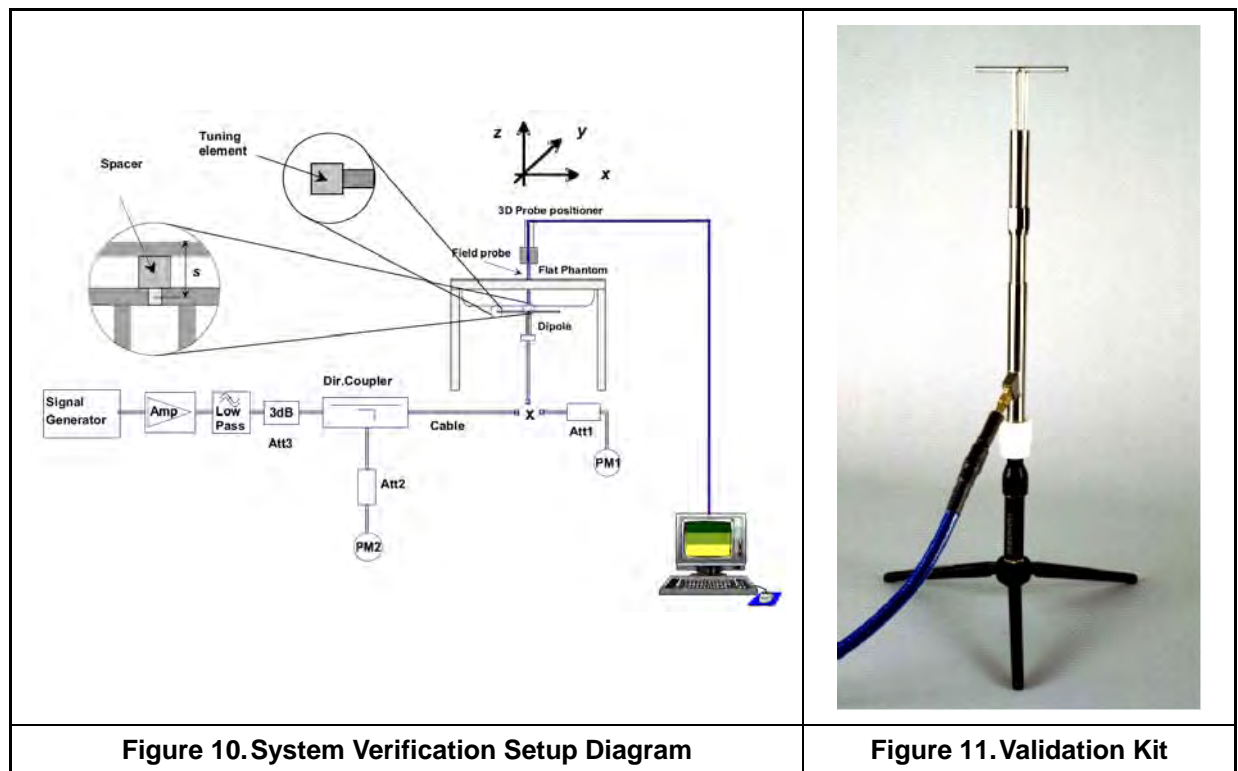 Tuning
element
Spacer
s
z
y
x
3D Probe positioner
Field probe
Flat Phantom
Dipole
Signal
Generator
Amp
Low
Pass
3dB
Att3
Dir.Coupler
Cable
x
Att1
PM1
Att2
PM2
Figure 10.System Verification Setup Diagram
Figure 11.Validation Kit